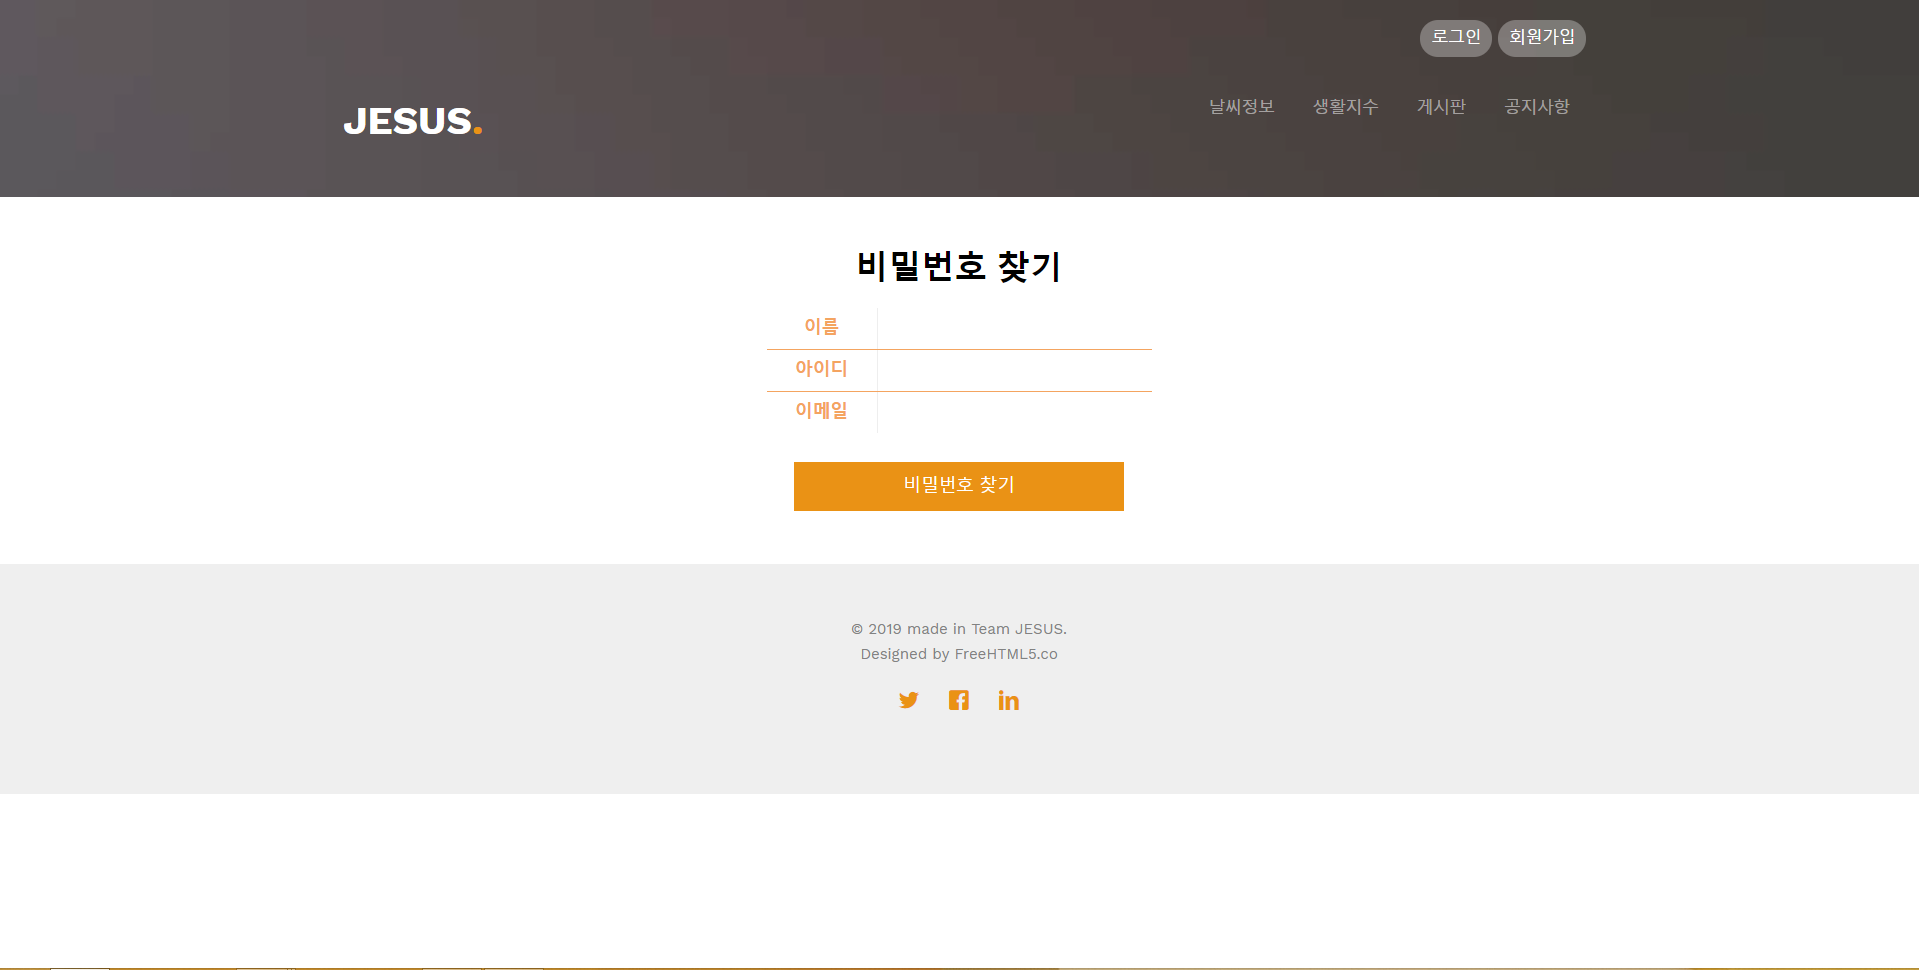 로그인 회원가입
JESUS.
날씨정보 생활지수 게시판 공지사항
비밀번호 찾기
이름
아이디
이메일
비밀번호 찾기
© 2019 made in Team JESUS.
Designed by FreeHTML5.co